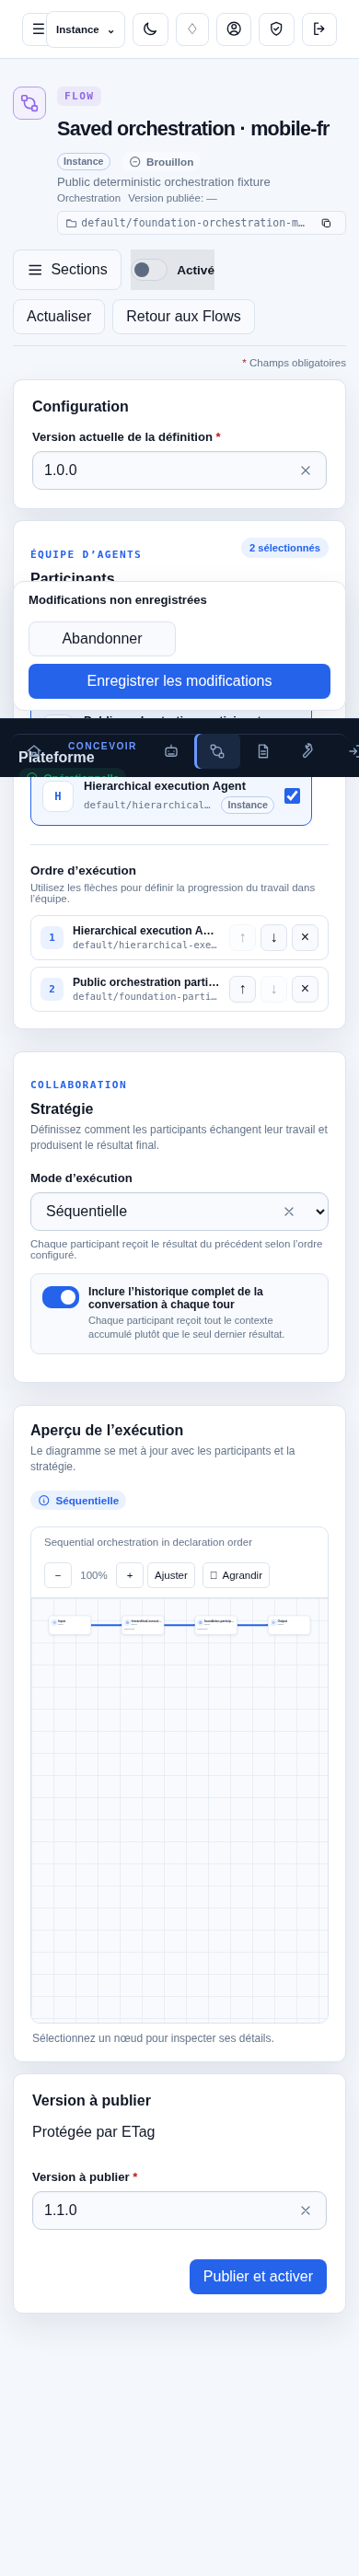 Instance
FLOW
Saved orchestration · mobile-fr
Instance
Brouillon
Public deterministic orchestration fixture
Orchestration Version publiée: —
default/foundation-orchestration-m…
Sections
Activé
Actualiser
Retour aux Flows
* Champs obligatoires
Configuration
Version actuelle de la définition *
1.0.0
2 sélectionnés
ÉQUIPE D’AGENTS
Participants
Modifications non enregistrées
Abandonner
Enregistrer les modifications
CONCEVOIR
Plateforme
Opérationnelle
Hierarchical execution Agent
H
default/hierarchical…
Instance
Ordre d’exécution
Utilisez les flèches pour définir la progression du travail dans
l’équipe.
1
Hierarchical execution A…
default/hierarchical-exe…
↑ ↓ ×
2
Public orchestration parti…
default/foundation-parti…
↑ ↓ ×
COLLABORATION
Stratégie
Définissez comment les participants échangent leur travail et
produisent le résultat final.
Mode d’exécution
Séquentielle
Chaque participant reçoit le résultat du précédent selon l’ordre
configuré.
Inclure l’historique complet de la
conversation à chaque tour
Chaque participant reçoit tout le contexte
accumulé plutôt que le seul dernier résultat.
Aperçu de l’exécution
Le diagramme se met à jour avec les participants et la
stratégie.
Séquentielle
Sequential orchestration in declaration order
− 100% + Ajuster Agrandir
Input
Output
Sélectionnez un nœud pour inspecter ses détails.
Version à publier
Protégée par ETag
Version à publier *
1.1.0
Publier et activer